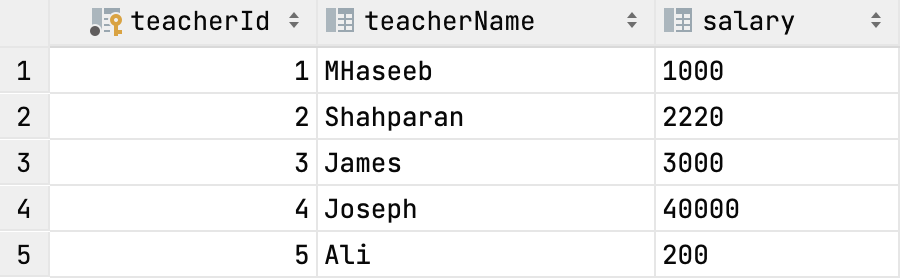 teacherId teacherName salary
1 1 MHaseeb 1000
2 2 Shahparan 2220
3 3 James 3000
4 4 Joseph 40000
5 5 Ali 200